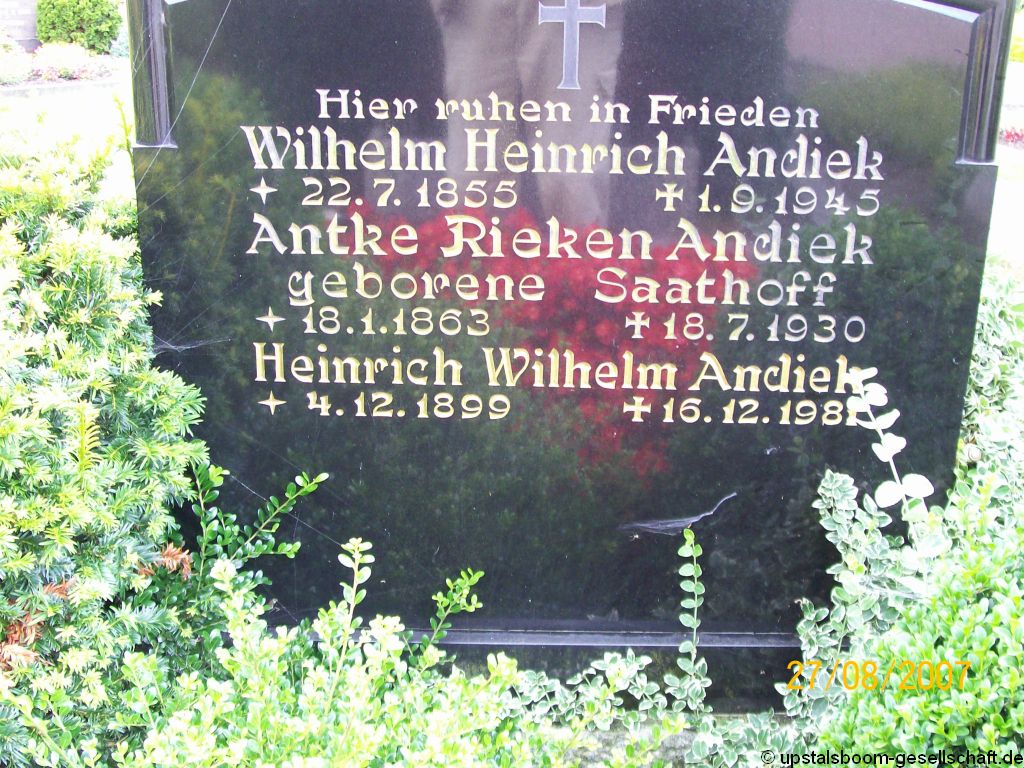 Hier ruhen in Frieden
Wilhelm Heinrich Andiek
22.7.1855 1.9.1945
Antke Rieken Andiek
geborene Saathoff
18.1.1863 18.7.1930
Heinrich Wilhelm Andiek
4.12.1899 16.12.
27/08/2007
© upstalsboom-gesellschaft.de